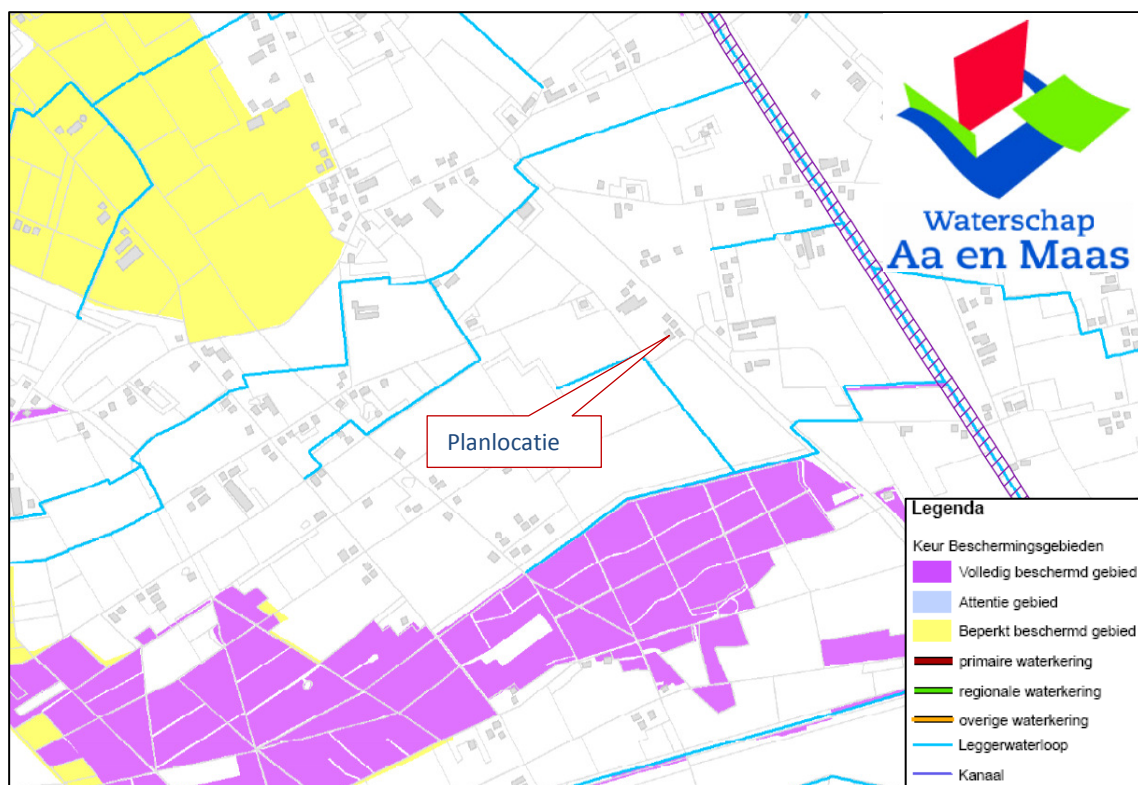 Waterschap
Aa en Maas
Planlocatie
Legenda
Keur Beschermingsgebieden
Volledig beschermd gebied
Attentie gebied
Beperkt beschermd gebied
primaire waterkering
regionale waterkering
overige waterkering
Leggerwaterloop
Kanaal